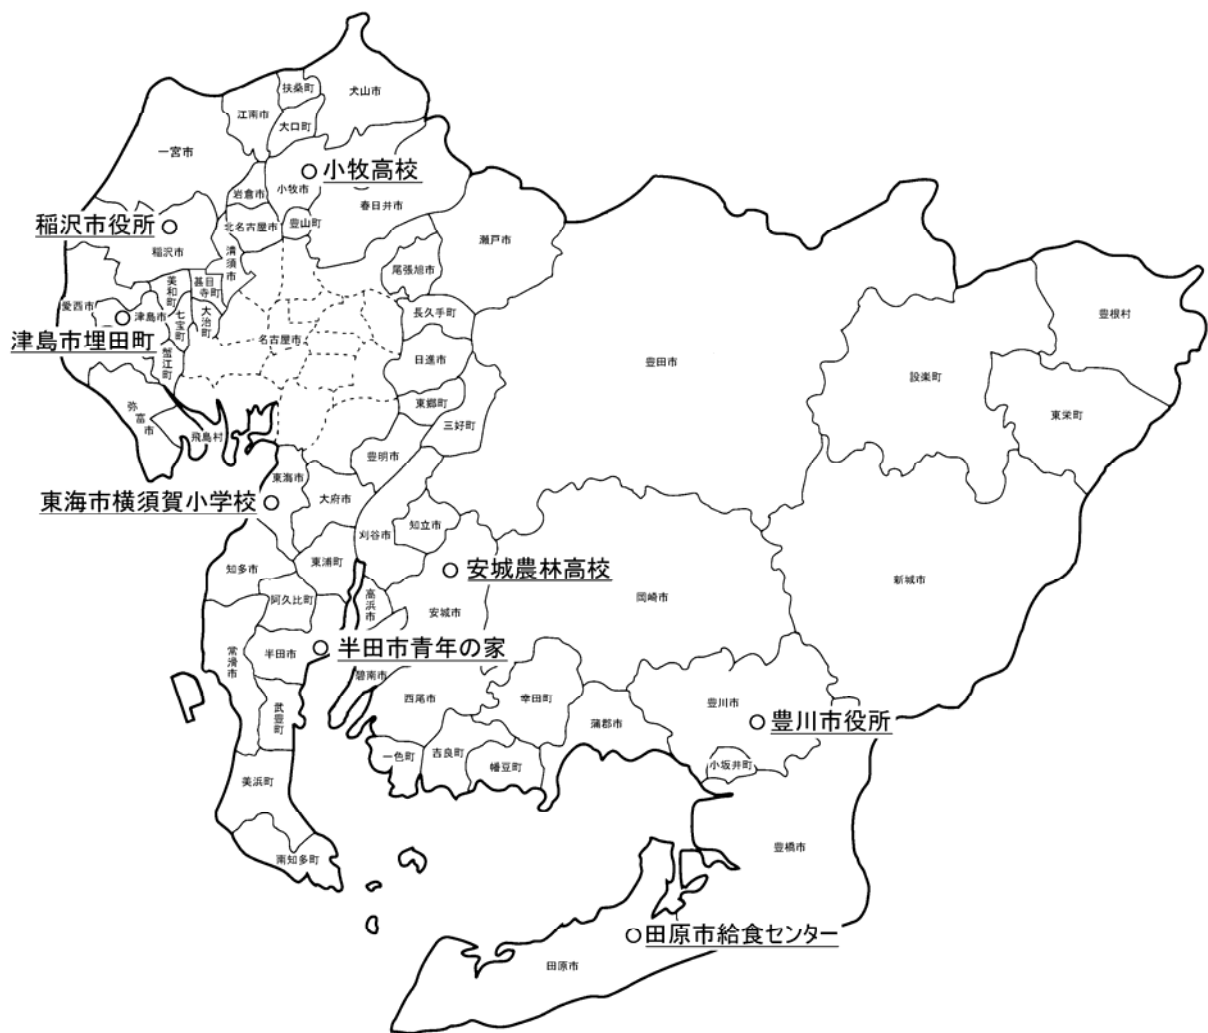 扶桑町
犬山市
江南市
大口町
一宮市
小牧高校
岩倉市
小牧市
春日井市
稲沢市役所
北名古屋市
豊山町
瀬戸市
稲沢市
清須市
尾張旭市
美和町
甚目寺町
愛西市
津島市
七宝町
大治町
長久手町
豊根村
津島市埋田町
名古屋市
蟹江町
日進市
豊田市
設楽町
弥富市
東郷町
東栄町
三好町
飛島村
豊明市
東海市
東海市横須賀小学校
大府市
知立市
刈谷市
知多市
東浦町
安城農林高校
新城市
阿久比町
高浜市
安城市
岡崎市
常滑市
半田市
半田市青年の家
碧南市
西尾市
幸田町
豊川市
武豊町
蒲郡市
豊川市役所
一色町
吉良町
幡豆町
小坂井町
美浜町
豊橋市
南知多町
田原市給食センター
田原市